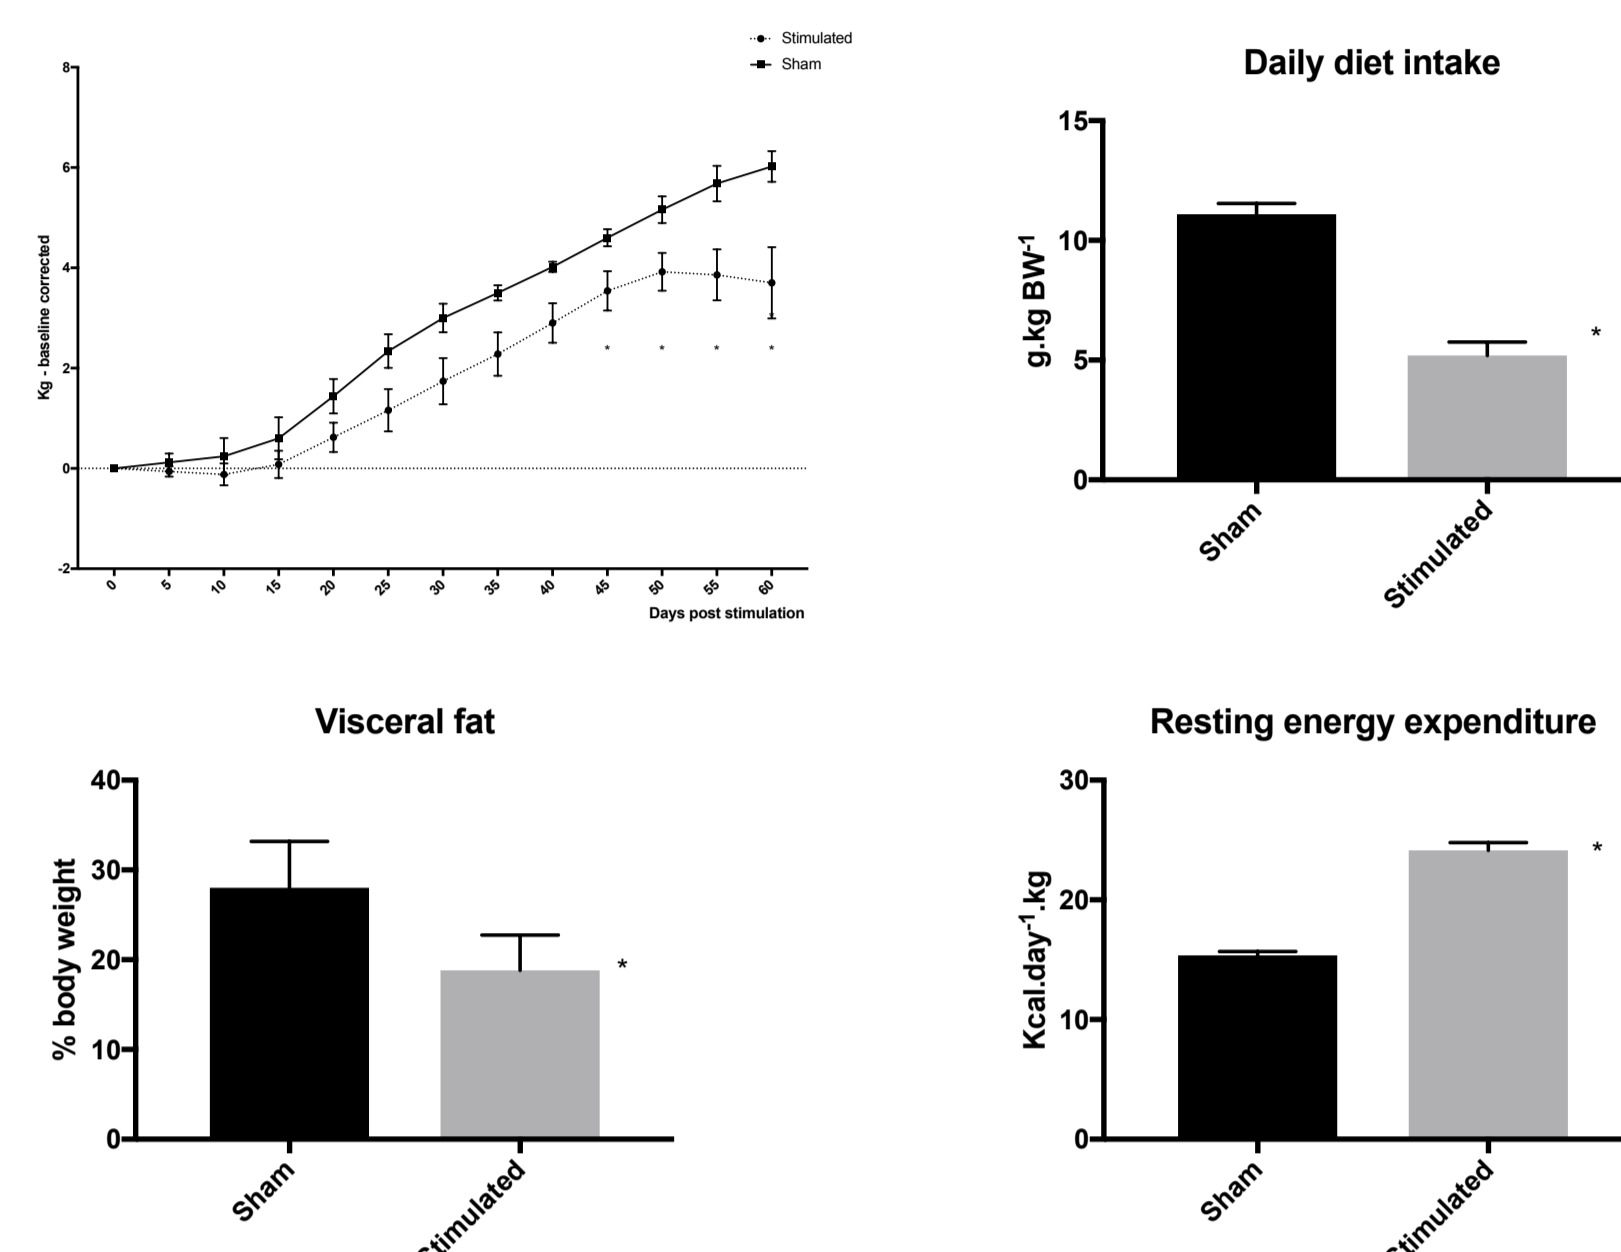 Stimulated
Sham
8
6
4
2
0
-2
Kg - baseline corrected
0 5 10 15 20 25 30 35 40 45 50 55 60
* * * *
Days post stimulation
Daily diet intake
15
10
5
0
g.kg BW-1
*
Sham
Stimulated
Visceral fat
40
30
20
10
0
% body weight
*
Sham
Stimulated
Resting energy expenditure
30
20
10
0
Kcal.day-1.kg
*
Sham
Stimulated